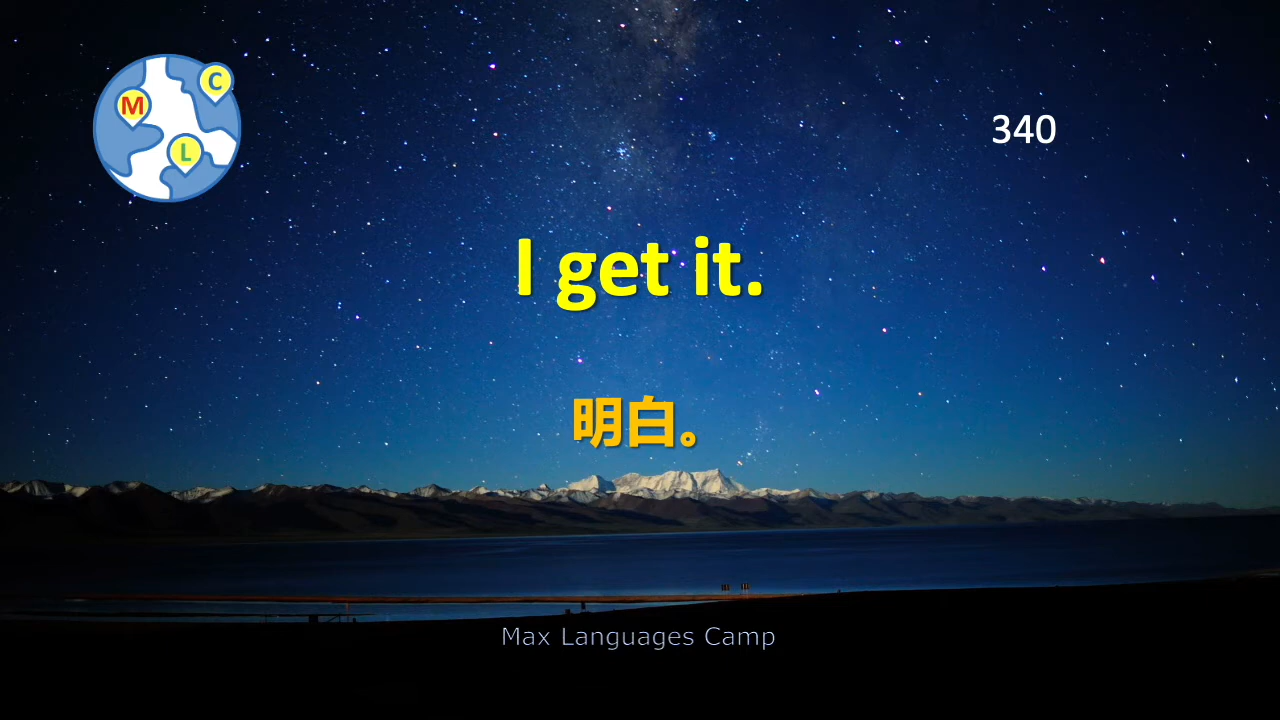 M
C
L
340
I get it.
明白。
Max Languages Camp